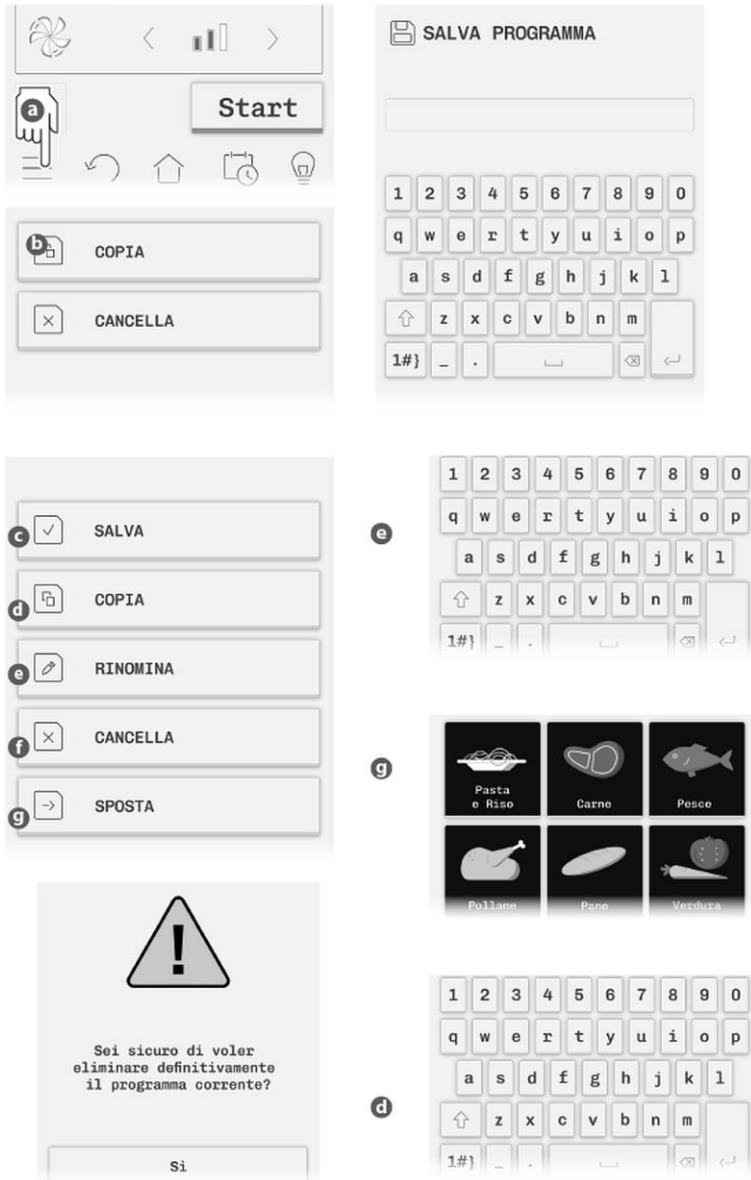 a
Start
b
COPIA
CANCELLA
SALVA PROGRAMMA
1 2 3 4 5 6 7 8 9 0
q w e r t y u i o p
a s d f g h j k l
z x c v b n m
1#} _ .
c SALVA
d COPIA
e RINOMINA
f CANCELLA
g SPOSTA
Sei sicuro di voler
eliminare definitivamente
il programma corrente?
Sì
e
1 2 3 4 5 6 7 8 9 0
q w e r t y u i o p
a s d f g h j k l
z x c v b n m
1#} _ .
g
Pasta
e Riso
Carne
Pesce
Pollame
Pane
Verdura
d
1 2 3 4 5 6 7 8 9 0
q w e r t y u i o p
a s d f g h j k l
z x c v b n m
1#} _ .